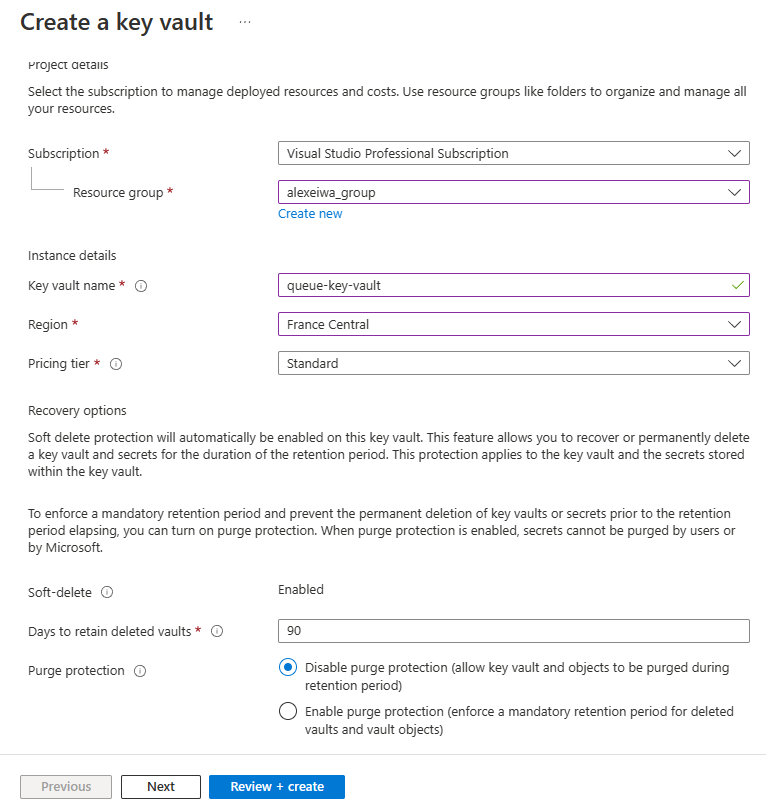 Create a key vault ...
Project details
Select the subscription to manage deployed resources and costs. Use resource groups like folders to organize and manage all
your resources.
Subscription *
Visual Studio Professional Subscription
Resource group *
alexeiwa_group
Create new
Instance details
Key vault name *
queue-key-vault
Region *
France Central
Pricing tier *
Standard
Recovery options
Soft delete protection will automatically be enabled on this key vault. This feature allows you to recover or permanently delete
a key vault and secrets for the duration of the retention period. This protection applies to the key vault and the secrets stored
within the key vault.
To enforce a mandatory retention period and prevent the permanent deletion of key vaults or secrets prior to the retention
period elapsing, you can turn on purge protection. When purge protection is enabled, secrets cannot be purged by users or
by Microsoft.
Soft-delete
Enabled
Days to retain deleted vaults *
90
Purge protection
Disable purge protection (allow key vault and objects to be purged during
retention period)
Enable purge protection (enforce a mandatory retention period for deleted
vaults and vault objects)
Previous
Next
Review + create